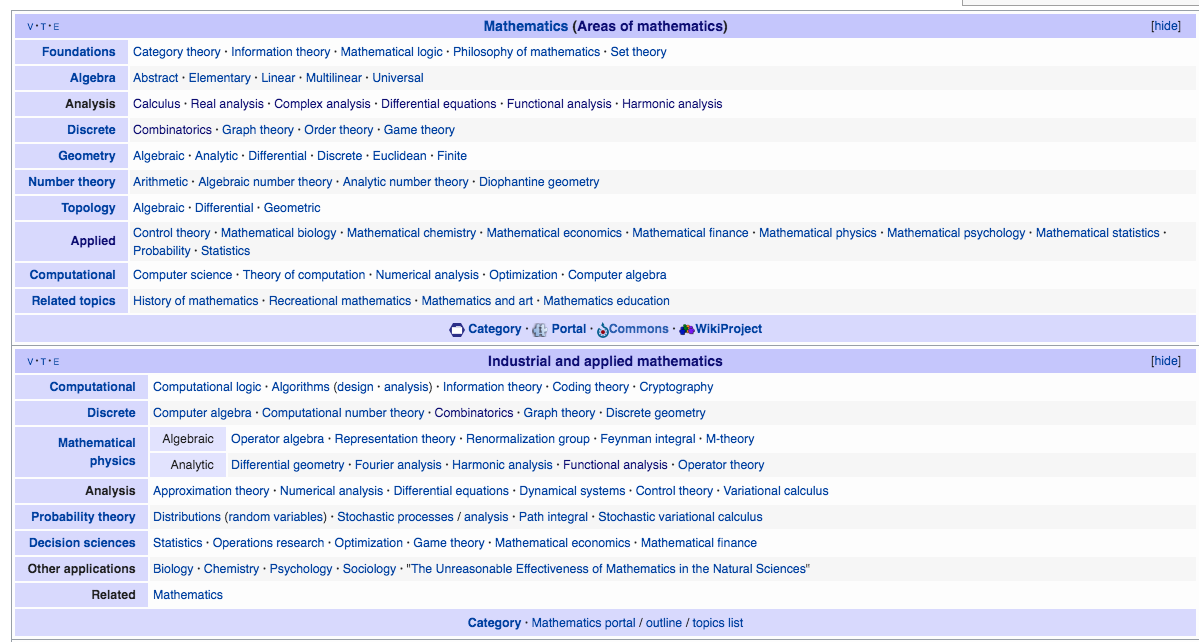 V·T·E Mathematics (Areas of mathematics) [hide]
Foundations Category theory · Information theory · Mathematical logic · Philosophy of mathematics · Set theory
Algebra Abstract · Elementary · Linear · Multilinear · Universal
Analysis Calculus · Real analysis · Complex analysis · Differential equations · Functional analysis · Harmonic analysis
Discrete Combinatorics · Graph theory · Order theory · Game theory
Geometry Algebraic · Analytic · Differential · Discrete · Euclidean · Finite
Number theory Arithmetic · Algebraic number theory · Analytic number theory · Diophantine geometry
Topology Algebraic · Differential · Geometric
Applied Control theory · Mathematical biology · Mathematical chemistry · Mathematical economics · Mathematical finance · Mathematical physics · Mathematical psychology · Mathematical statistics ·
Probability · Statistics
Computational Computer science · Theory of computation · Numerical analysis · Optimization · Computer algebra
Related topics History of mathematics · Recreational mathematics · Mathematics and art · Mathematics education
Category · Portal · Commons · WikiProject
V·T·E Industrial and applied mathematics [hide]
Computational Computational logic · Algorithms (design · analysis) · Information theory · Coding theory · Cryptography
Discrete Computer algebra · Computational number theory · Combinatorics · Graph theory · Discrete geometry
Mathematical
physics
Algebraic Operator algebra · Representation theory · Renormalization group · Feynman integral · M-theory
Analytic Differential geometry · Fourier analysis · Harmonic analysis · Functional analysis · Operator theory
Analysis Approximation theory · Numerical analysis · Differential equations · Dynamical systems · Control theory · Variational calculus
Probability theory Distributions (random variables) · Stochastic processes / analysis · Path integral · Stochastic variational calculus
Decision sciences Statistics · Operations research · Optimization · Game theory · Mathematical economics · Mathematical finance
Other applications Biology · Chemistry · Psychology · Sociology · "The Unreasonable Effectiveness of Mathematics in the Natural Sciences"
Related Mathematics
Category · Mathematics portal / outline / topics list